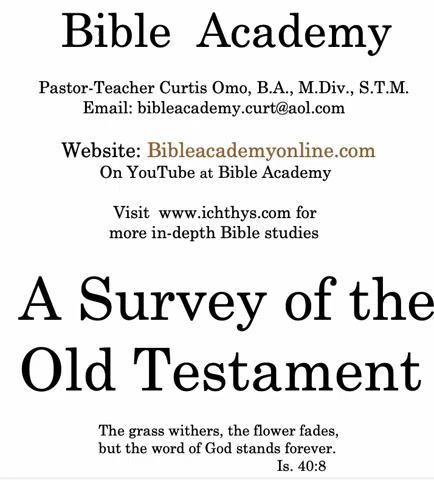 Bible Academy
Pastor-Teacher Curtis Omo, B.A., M.Div., S.T.M.
Email: bibleacademy.curt@aol.com
Website: Bibleacademyonline.com
On YouTube at Bible Academy
Visit www.ichthys.com for
more in-depth Bible studies
A Survey of the
Old Testament
The grass withers, the flower fades,
but the word of God stands forever.
Is. 40:8